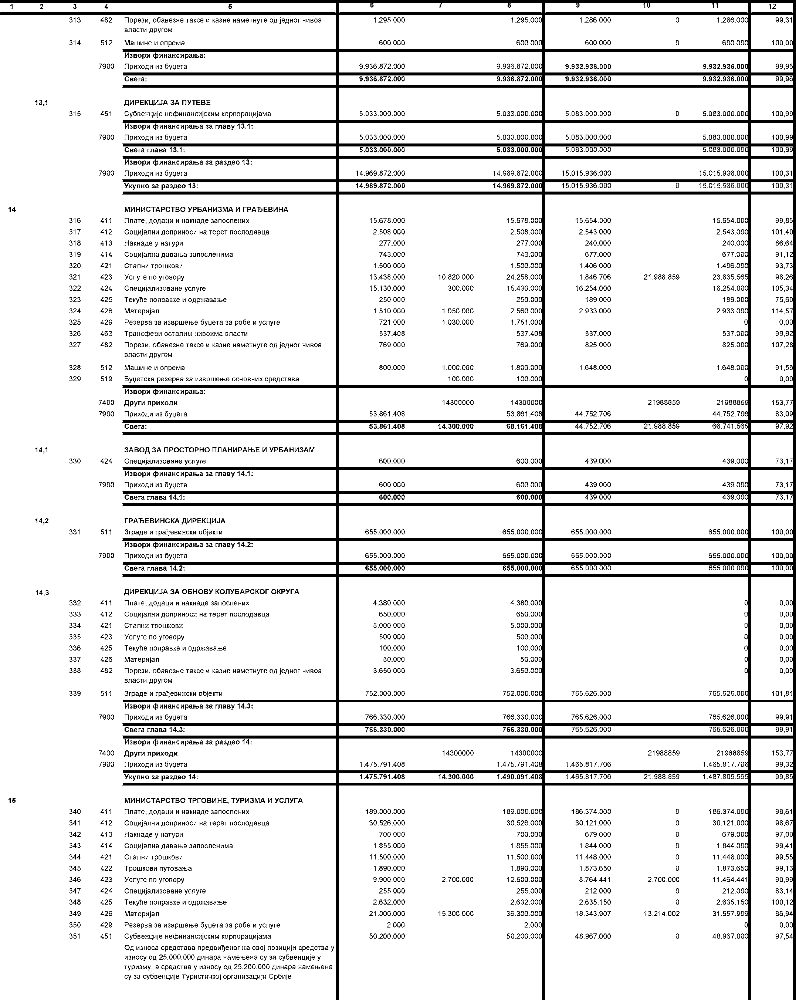 1 2 3 4 5 6 7 8 9 10 11 12
313 482 Порези, обавезне таксе и казне наметнуте од једног нивоа 1.295.000 1.295.000 1.286.000 0 1.286.000 99,31
власти другом
314 512 Машине и опрема 600.000 600.000 600.000 0 600.000 100,00
Извори финансирања:
7900 Приходи из буџета 9.936.872.000 9.936.872.000 9.932.936.000 9.932.936.000 99,96
Свега: 9.936.872.000 9.936.872.000 9.932.936.000 9.932.936.000 99,96
13,1 ДИРЕКЦИЈА ЗА ПУТЕВЕ
315 451 Субвенције нефинансијским корпорацијама 5.033.000.000 5.033.000.000 5.083.000.000 0 5.083.000.000 100,99
Извори финансирања за главу 13.1:
7900 Приходи из буџета 5.033.000.000 5.033.000.000 5.083.000.000 5.083.000.000 100,99
Свега глава 13.1: 5.033.000.000 5.033.000.000 5.083.000.000 5.083.000.000 100,99
Извори финансирања за раздео 13:
7900 Приходи из буџета 14.969.872.000 14.969.872.000 15.015.936.000 15.015.936.000 100,31
Укупно за раздео 13: 14.969.872.000 14.969.872.000 15.015.936.000 0 15.015.936.000 100,31
14 МИНИСТАРСТВО УРБАНИЗМА И ГРАЂЕВИНА
316 411 Плате, додаци и накнаде запослених 15.678.000 15.678.000 15.654.000 15.654.000 99,85
317 412 Социјални доприноси на терет послодавца 2.508.000 2.508.000 2.543.000 2.543.000 101,40
318 413 Накнаде у натури 277.000 277.000 240.000 240.000 86,64
319 414 Социјална давања запосленима 743.000 743.000 677.000 677.000 91,12
320 421 Стални трошкови 1.500.000 1.500.000 1.406.000 1.406.000 93,73
321 423 Услуге по уговору 13.438.000 10.820.000 24.258.000 1.846.706 21.988.859 23.835.565 98,26
322 424 Специјализоване услуге 15.130.000 300.000 15.430.000 16.254.000 16.254.000 105,34
323 425 Текуће поправке и одржавање 250.000 250.000 189.000 189.000 75,60
324 426 Материјал 1.510.000 1.050.000 2.560.000 2.933.000 2.933.000 114,57
325 429 Резерва за извршење буџета за робе и услуге 721.000 1.030.000 1.751.000 0 0,00
326 463 Трансфери осталим нивоима власти 537.408 537.408 537.000 537.000 99,92
327 482 Порези, обавезне таксе и казне наметнуте од једног нивоа 769.000 769.000 825.000 825.000 107,28
власти другом
328 512 Машине и опрема 800.000 1.000.000 1.800.000 1.648.000 1.648.000 91,56
329 519 Буџетска резерва за извршење основних средстава 100.000 100.000 0 0,00
Извори финансирања:
7400 Други приходи 14300000 14300000 21988859 21988859 153,77
7900 Приходи из буџета 53.861.408 53.861.408 44.752.706 44.752.706 83,09
Свега: 53.861.408 14.300.000 68.161.408 44.752.706 21.988.859 66.741.565 97,92
14,1 ЗАВОД ЗА ПРОСТОРНО ПЛАНИРАЊЕ И УРБАНИЗАМ
330 424 Специјализоване услуге 600.000 600.000 439.000 439.000 73,17
Извори финансирања за главу 14.1:
7900 Приходи из буџета 600.000 600.000 439.000 439.000 73,17
Свега глава 14.1: 600.000 600.000 439.000 439.000 73,17
14,2 ГРАЂЕВИНСКА ДИРЕКЦИЈА
331 511 Зграде и грађевински објекти 655.000.000 655.000.000 655.000.000 655.000.000 100,00
Извори финансирања за главу 14.2:
7900 Приходи из буџета 655.000.000 655.000.000 655.000.000 655.000.000 100,00
Свега глава 14.2: 655.000.000 655.000.000 655.000.000 655.000.000 100,00
14,3 ДИРЕКЦИЈА ЗА ОБНОВУ КОЛУБАРСКОГ ОКРУГА
332 411 Плате, додаци и накнаде запослених 4.380.000 4.380.000 0 0,00
333 412 Социјални доприноси на терет послодавца 650.000 650.000 0 0,00
334 421 Стални трошкови 5.000.000 5.000.000 0 0,00
335 423 Услуге по уговору 500.000 500.000 0 0,00
336 425 Текуће поправке и одржавање 100.000 100.000 0 0,00
337 426 Материјал 50.000 50.000 0 0,00
338 482 Порези, обавезне таксе и казне наметнуте од једног нивоа 3.650.000 3.650.000 0 0,00
власти другом
339 511 Зграде и грађевински објекти 752.000.000 752.000.000 765.626.000 765.626.000 101,81
Извори финансирања за главу 14.3:
7900 Приходи из буџета 766.330.000 766.330.000 765.626.000 765.626.000 99,91
Свега глава 14.3: 766.330.000 766.330.000 765.626.000 765.626.000 99,91
Извори финансирања за раздео 14:
7400 Други приходи 14300000 14300000 21988859 21988859 153,77
7900 Приходи из буџета 1.475.791.408 1.475.791.408 1.465.817.706 1.465.817.706 99,32
Укупно за раздео 14: 1.475.791.408 14.300.000 1.490.091.408 1.465.817.706 21.988.859 1.487.806.565 99,85
15 МИНИСТАРСТВО ТРГОВИНЕ, ТУРИЗМА И УСЛУГА
340 411 Плате, додаци и накнаде запослених 189.000.000 189.000.000 186.374.000 0 186.374.000 98,61
341 412 Социјални доприноси на терет послодавца 30.526.000 30.526.000 30.121.000 0 30.121.000 98,67
342 413 Накнаде у натури 700.000 700.000 679.000 0 679.000 97,00
343 414 Социјална давања запосленима 1.855.000 1.855.000 1.844.000 0 1.844.000 99,41
344 421 Стални трошкови 11.500.000 11.500.000 11.448.000 0 11.448.000 99,55
345 422 Трошкови путовања 1.890.000 1.890.000 1.873.650 0 1.873.650 99,13
346 423 Услуге по уговору 9.900.000 2.700.000 12.600.000 8.764.441 2.700.000 11.464.441 90,99
347 424 Специјализоване услуге 255.000 255.000 212.000 0 212.000 83,14
348 425 Текуће поправке и одржавање 2.632.000 2.632.000 2.635.150 0 2.635.150 100,12
349 426 Материјал 21.000.000 15.300.000 36.300.000 18.343.907 13.214.002 31.557.909 86,94
350 429 Резерва за извршење буџета за робе и услуге 2.000 2.000 0 0,00
351 451 Субвенције нефинансијским корпорацијама 50.200.000 50.200.000 48.967.000 0 48.967.000 97,54
Од износа средстава предвиђеног на овој позицији средства у
износу од 25.000.000 динара намењена су за субвенције у
туризму, а средства у износу од 25.200.000 динара намењена
су за субвенције Туристичкој организацији Србије